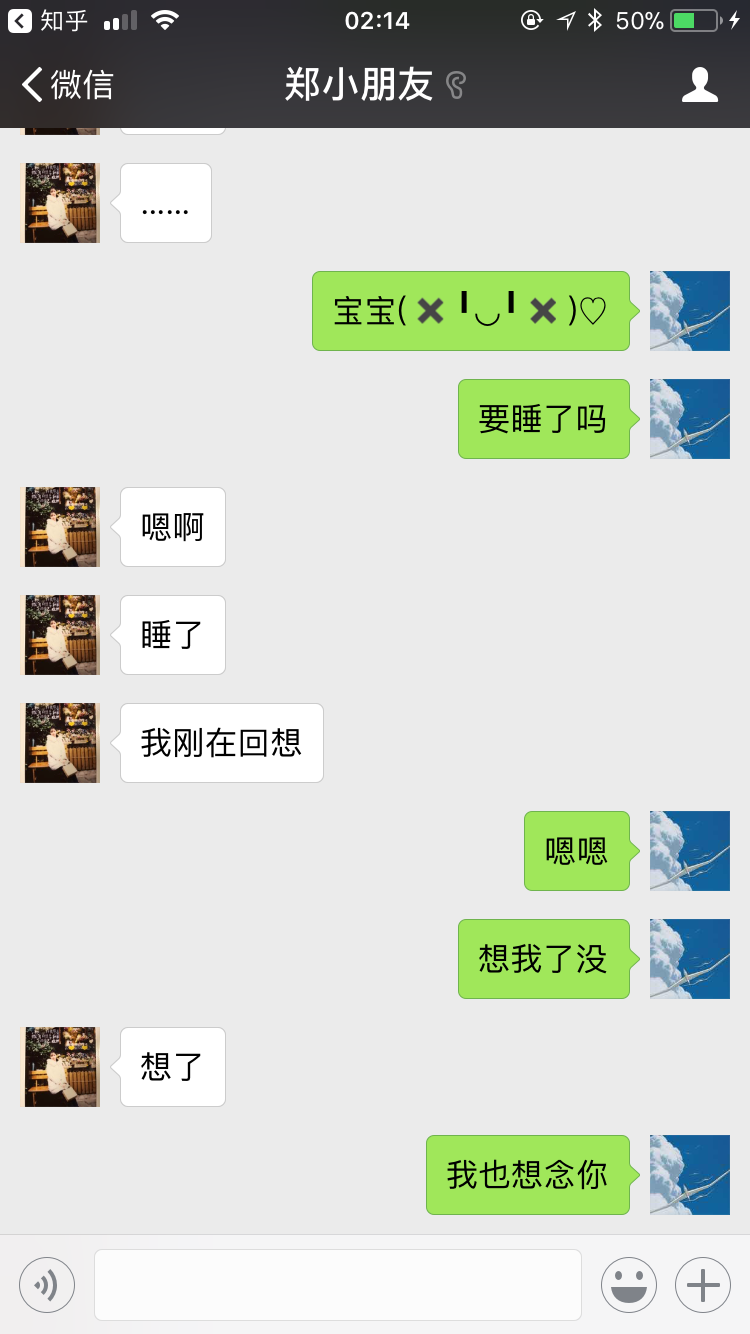 知乎 02:14 50%
微信 郑小朋友
……
宝宝(✖╹◡╹✖)♡
要睡了吗
嗯啊
睡了
我刚在回想
嗯嗯
想我了没
想了
我也想念你